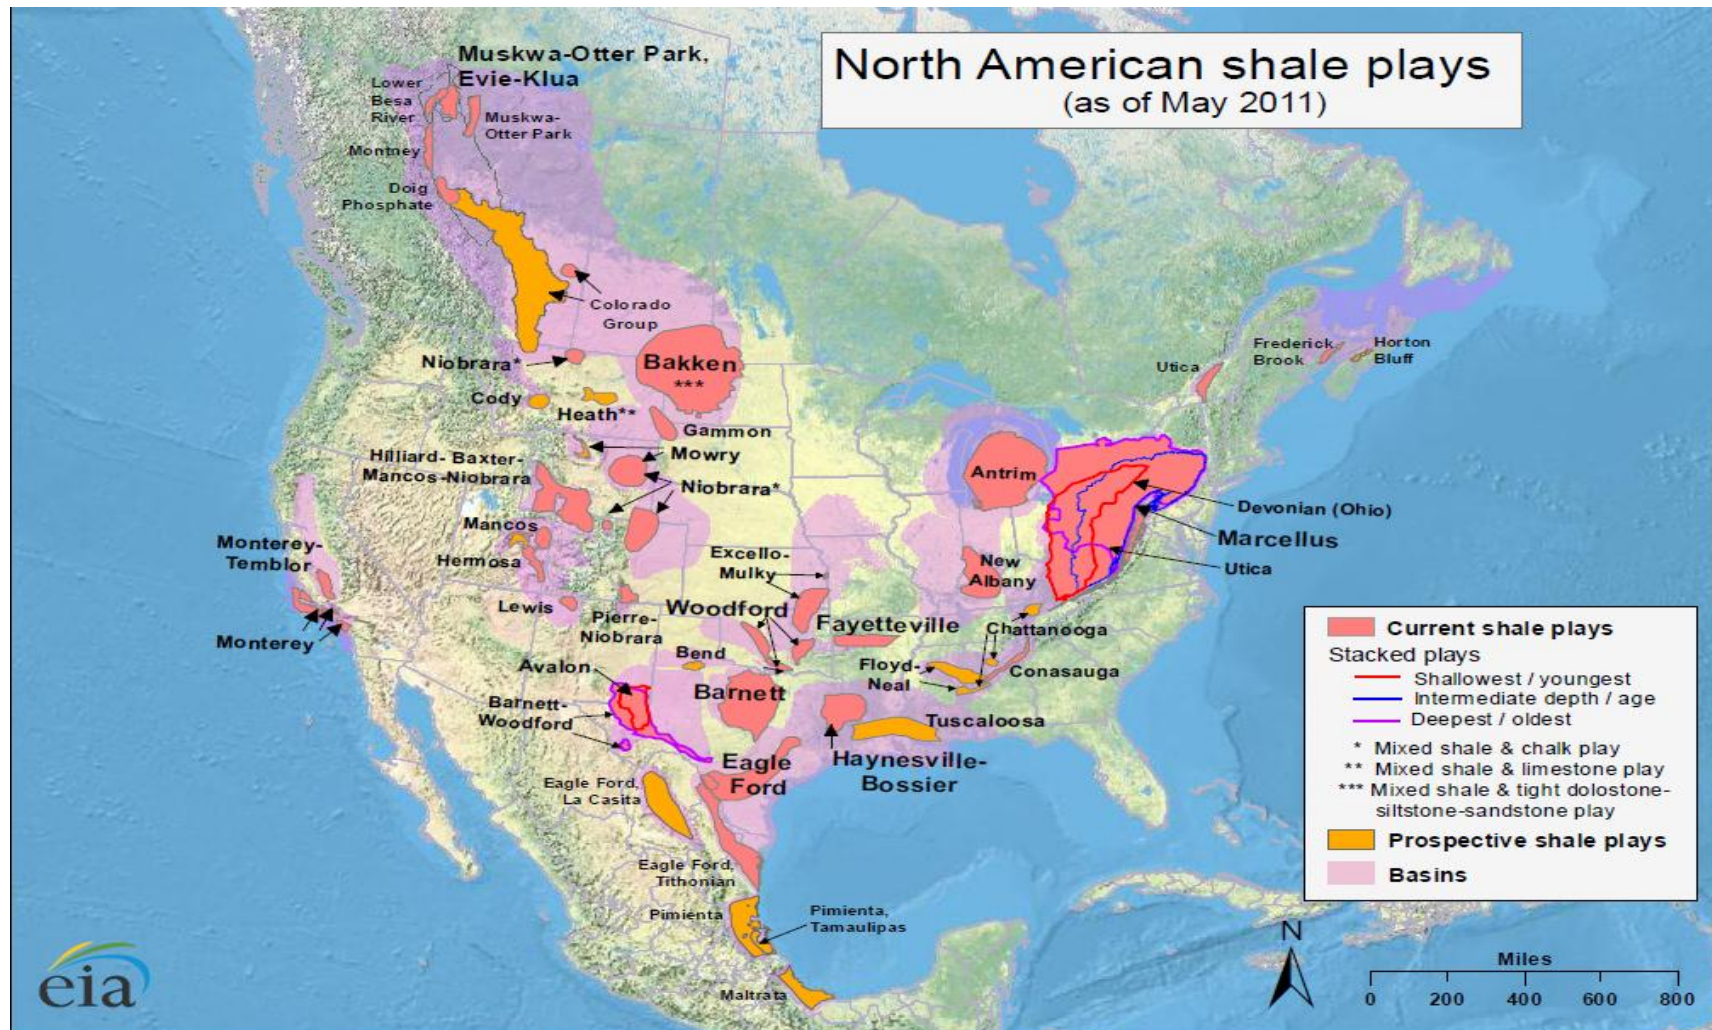 North American shale plays
(as of May 2011)
Muskwa-Otter Park,
Evie-Klua
Lower
Besa
River
Muskwa-
Otter Park
Montney
Doig
Phosphate
Colorado
Group
Niobrara*
Bakken
***
Cody
Heath**
Gammon
Mowry
Hilliard- Baxter-
Mancos-Niobrara
Niobrara*
Antrim
Utica
Frederick
Brook
Horton
Bluff
Devonian (Ohio)
Marcellus
Utica
Mancos
Hermosa
Monterey-
Temblor
Excello-
Mulky
New
Albany
Lewis
Pierre-
Niobrara
Woodford
Fayetteville
Chattanooga
Monterey
Bend
Avalon
Floyd-
Neal
Conasauga
Barnett
Barnett-
Woodford
Tuscaloosa
Eagle
Ford
Haynesville-
Bossier
Eagle Ford,
La Casita
Eagle Ford,
Tithonian
Pimienta
Pimienta,
Tamaulipas
Maltrata
Current shale plays
Stacked plays
Shallowest / youngest
Intermediate depth / age
Deepest / oldest
* Mixed shale & chalk play
** Mixed shale & limestone play
*** Mixed shale & tight dolostone-
siltstone-sandstone play
Prospective shale plays
Basins
N
Miles
0 200 400 600 800
eia